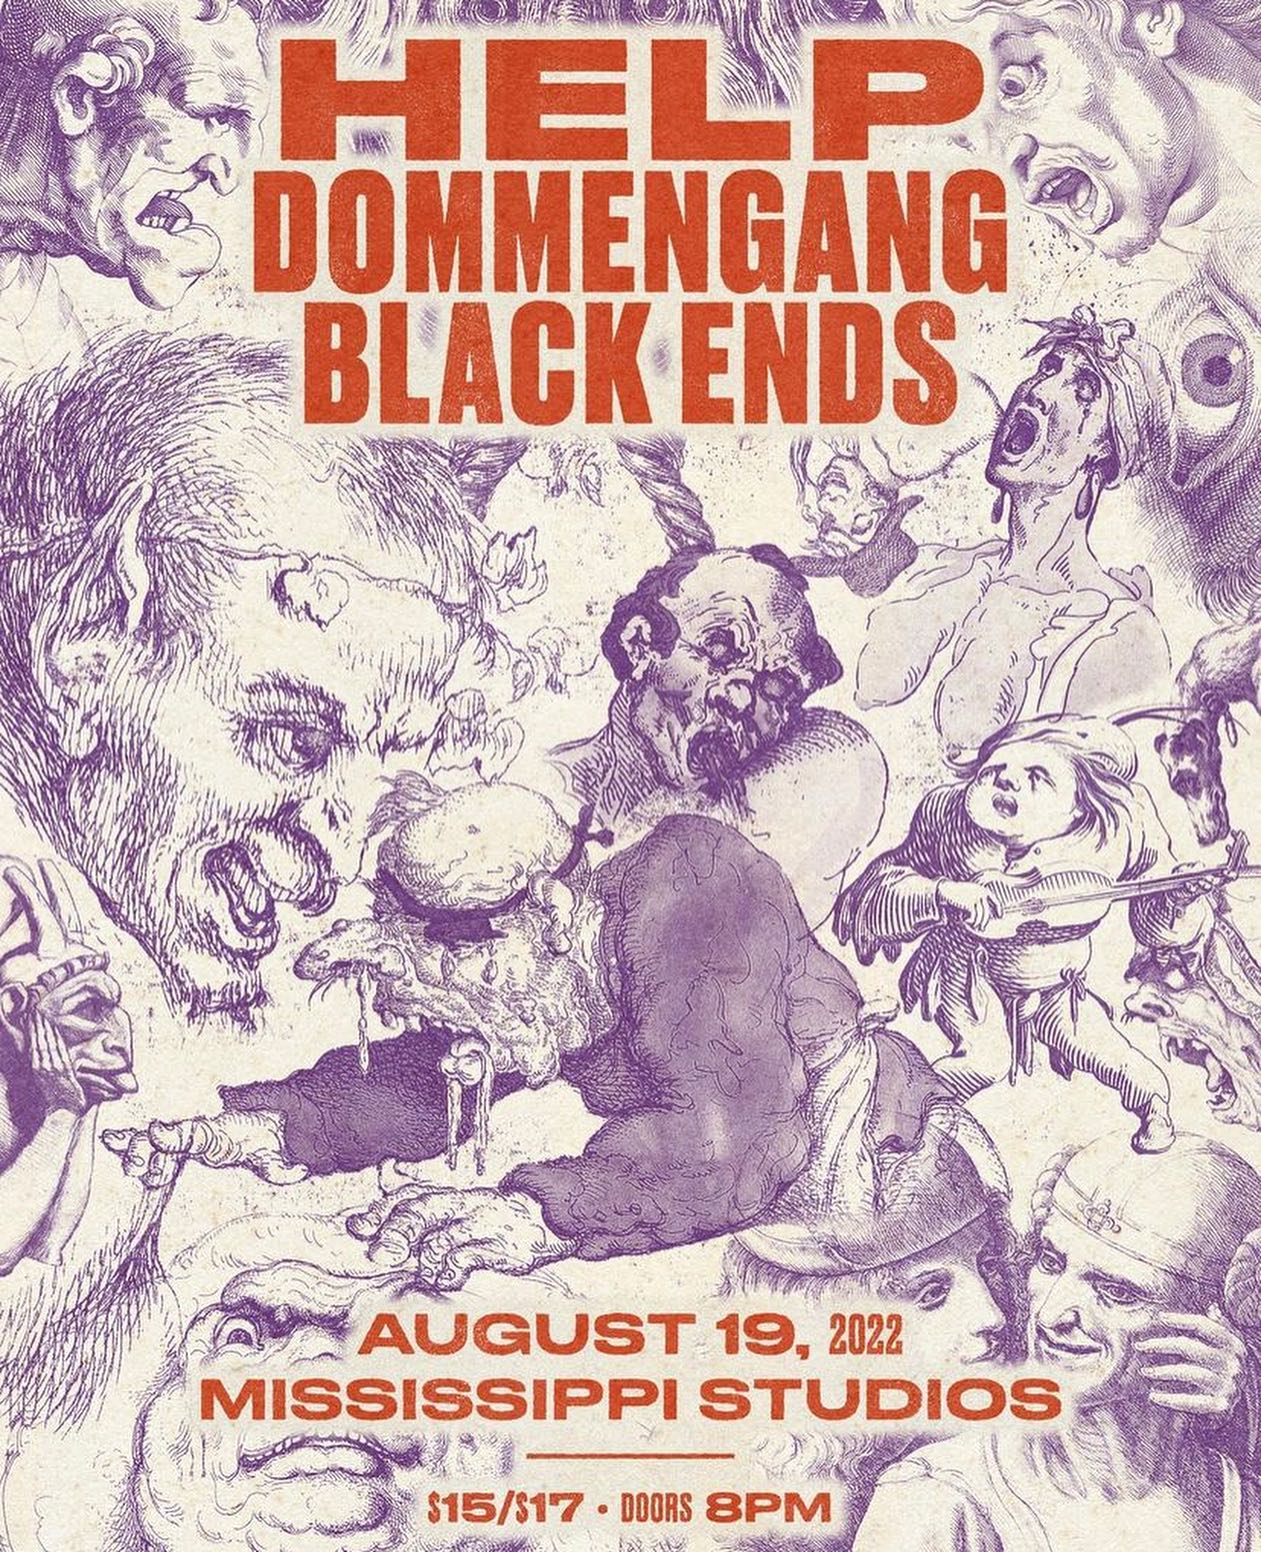 HELP
DOMMENGANG
BLACK ENDS
AUGUST 19, 2022
MISSISSIPPI STUDIOS
$15/$17 • DOORS 8PM